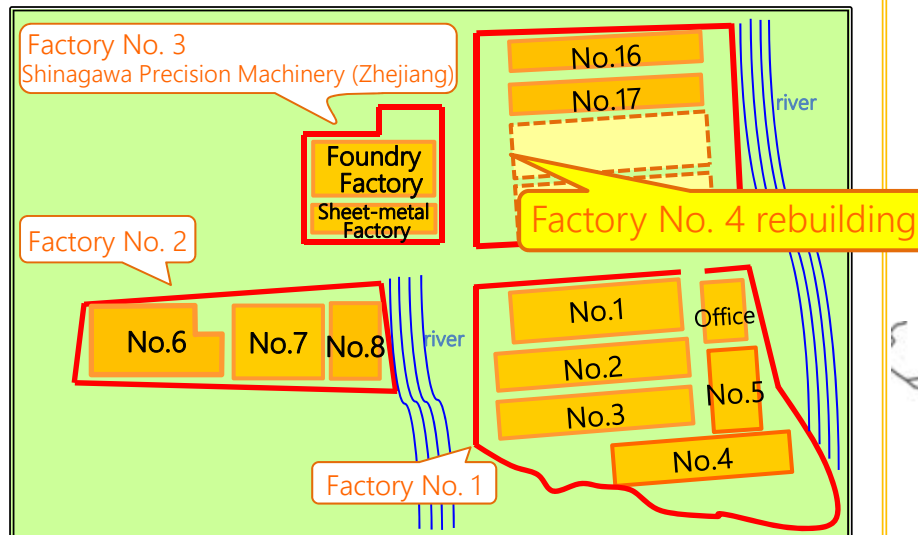 Factory No. 3
Shinagawa Precision Machinery (Zhejiang)
No.16
No.17
river
Foundry
Factory
Sheet-metal
Factory
Factory No. 4 rebuilding
Factory No. 2
No.6
No.7
No.8
river
No.1
Office
No.2
No.5
No.3
No.4
Factory No. 1